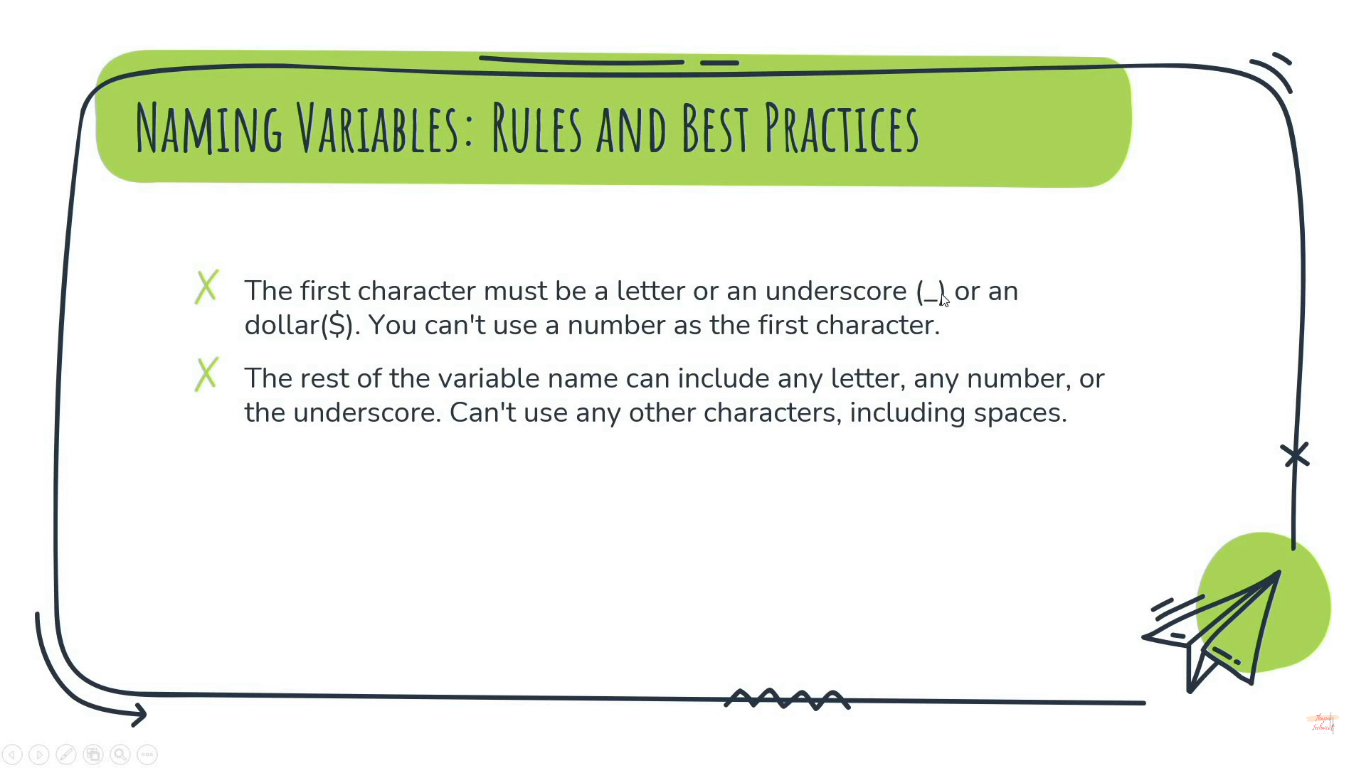 Naming Variables: Rules and Best Practices
The first character must be a letter or an underscore (_) or an
dollar($). You can't use a number as the first character.
The rest of the variable name can include any letter, any number, or
the underscore. Can't use any other characters, including spaces.